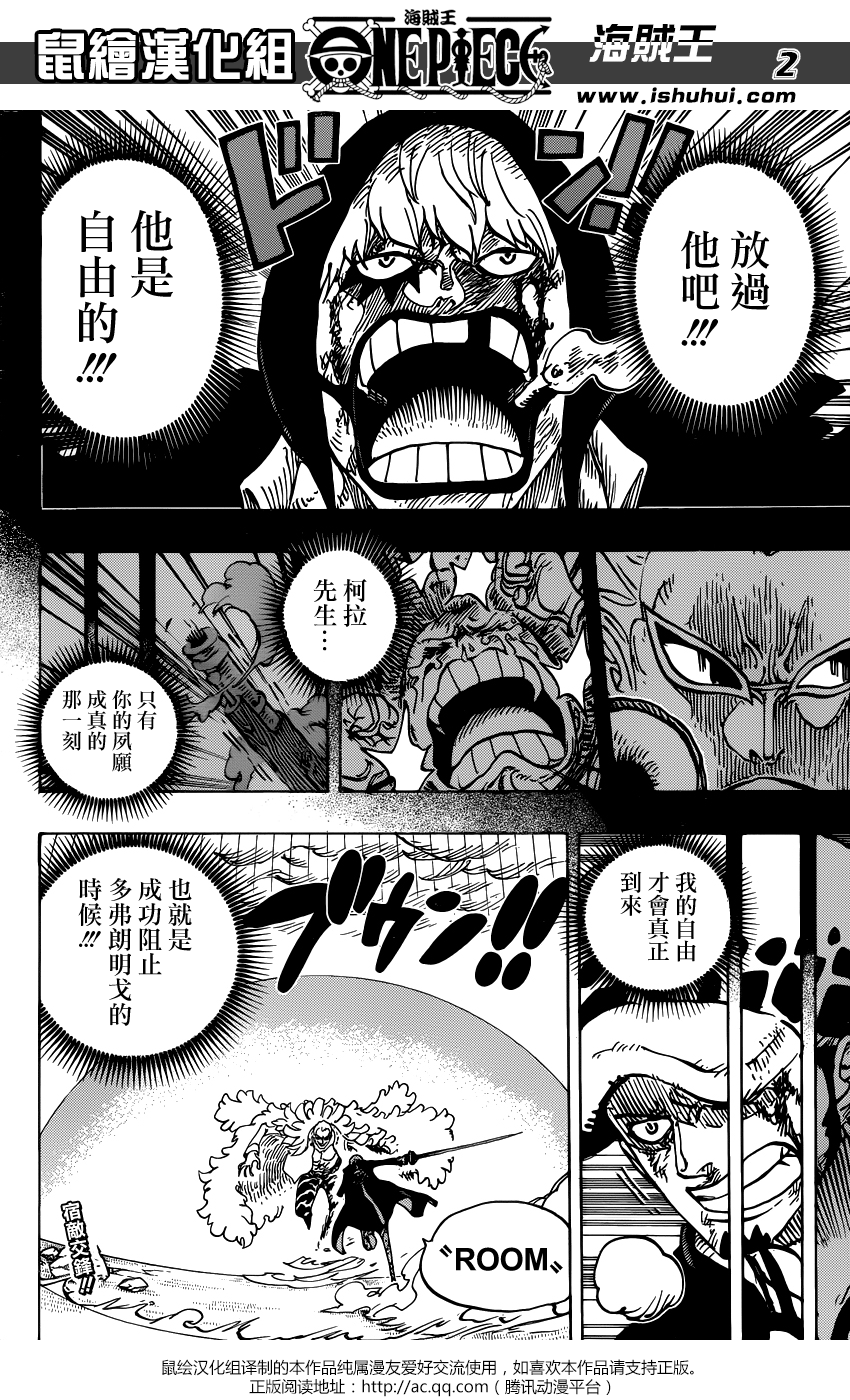 鼠繪漢化組
海賊王
ONE PIECE
海賊王
2
www.ishuhui.com
放過
他吧!!!
ドン!!
他是
自由的!!!
柯拉
先生…
只有
你的夙願
成真的
那一刻
我的自由
才會真正
到來
ブゥン!!
也就是
成功阻止
多弗朗明戈的
時候!!!
〝ROOM〟
宿敵交鋒!!
鼠绘汉化组译制的本作品纯属漫友爱好交流使用，如喜欢本作品请支持正版。
正版阅读地址：http://ac.qq.com（腾讯动漫平台）